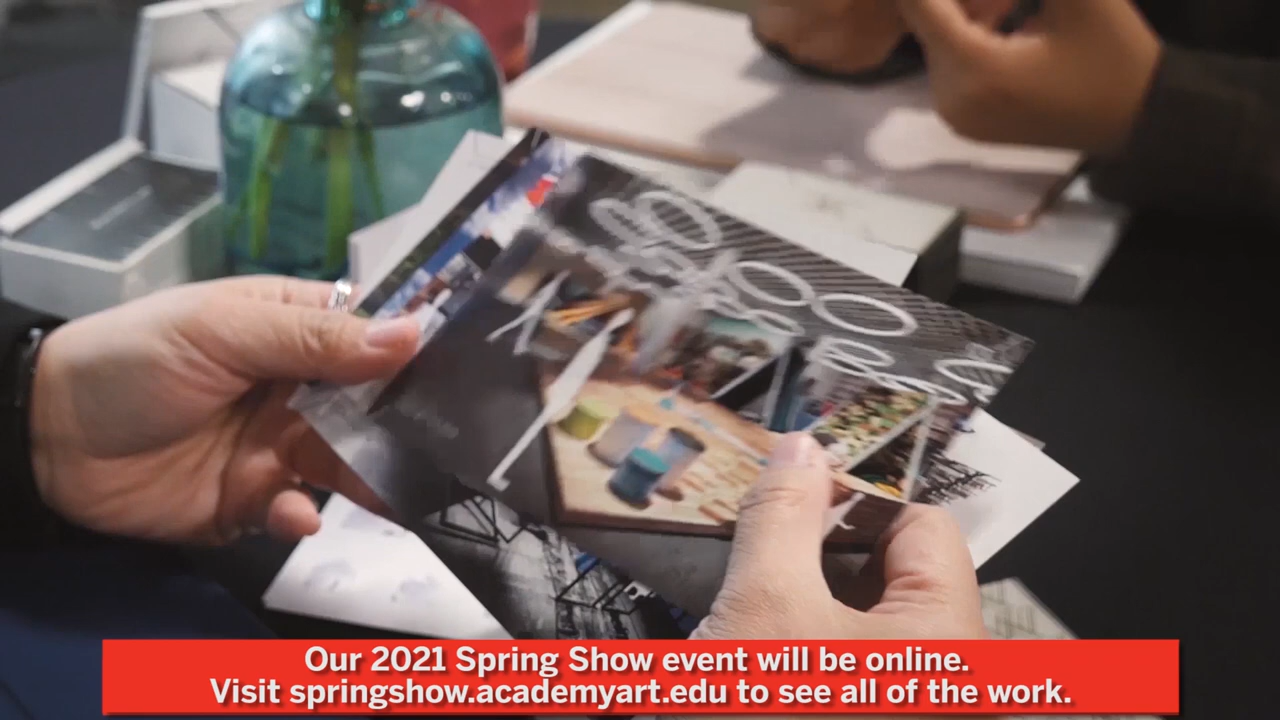 Our 2021 Spring Show event will be online.
Visit springshow.academyart.edu to see all of the work.